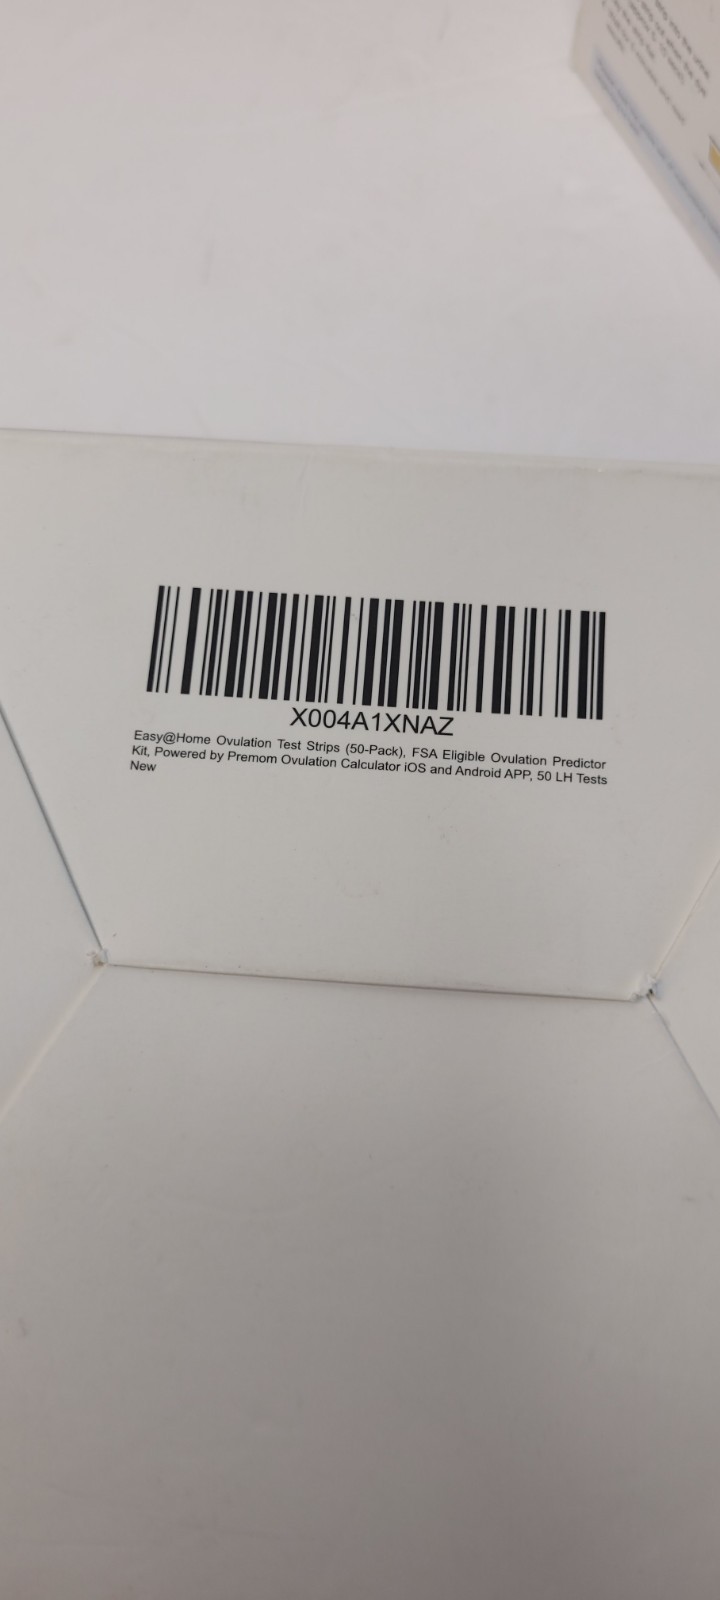 X004A1XNAZ
Easy@Home Ovulation Test Strips (50-Pack), FSA Eligible Ovulation Predictor
Kit, Powered by Premom Ovulation Calculator iOS and Android APP, 50 LH Tests
New